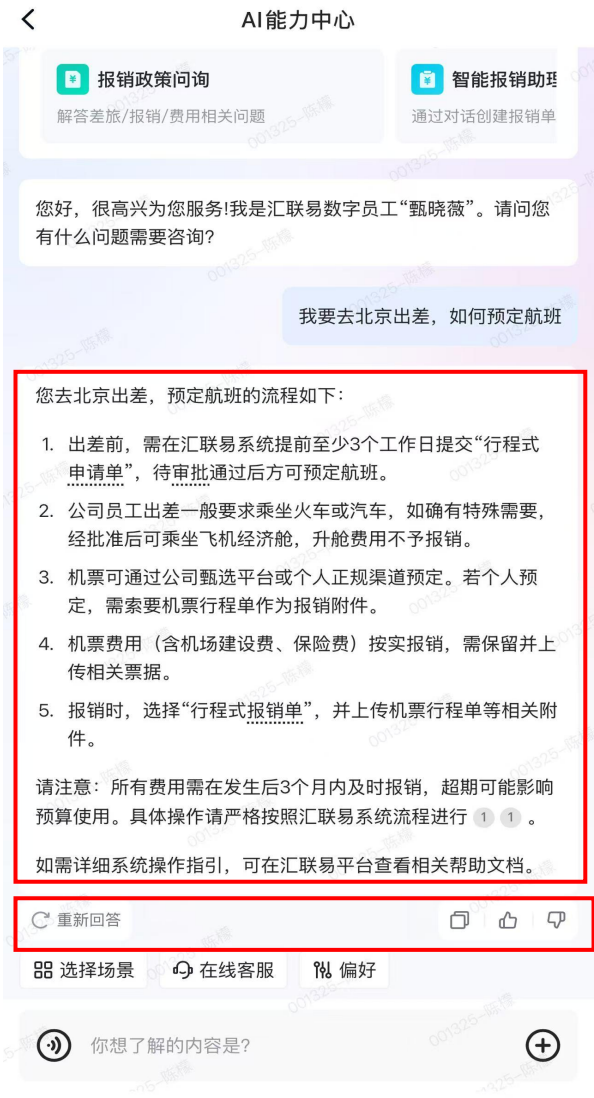 AI能力中心
报销政策问询
智能报销助理
解答差旅/报销/费用相关问题
通过对话创建报销单
您好，很高兴为您服务!我是汇联易数字员工“甄晓薇”。请问您
有什么问题需要咨询?
我要去北京出差，如何预定航班
您去北京出差，预定航班的流程如下：
1. 出差前，需在汇联易系统提前至少3个工作日提交“行程式
申请单”，待审批通过后方可预定航班。
2. 公司员工出差一般要求乘坐火车或汽车，如确有特殊需要，
经批准后可乘坐飞机经济舱，升舱费用不予报销。
3. 机票可通过公司甄选平台或个人正规渠道预定。若个人预
定，需索要机票行程单作为报销附件。
4. 机票费用（含机场建设费、保险费）按实报销，需保留并上
传相关票据。
5. 报销时，选择“行程式报销单”，并上传机票行程单等相关附
件。
请注意：所有费用需在发生后3个月内及时报销，超期可能影响
预算使用。具体操作请严格按照汇联易系统流程进行 1 1 。
如需详细系统操作指引，可在汇联易平台查看相关帮助文档。
重新回答
选择场景 在线客服 偏好
你想了解的内容是?
001325-陈檬